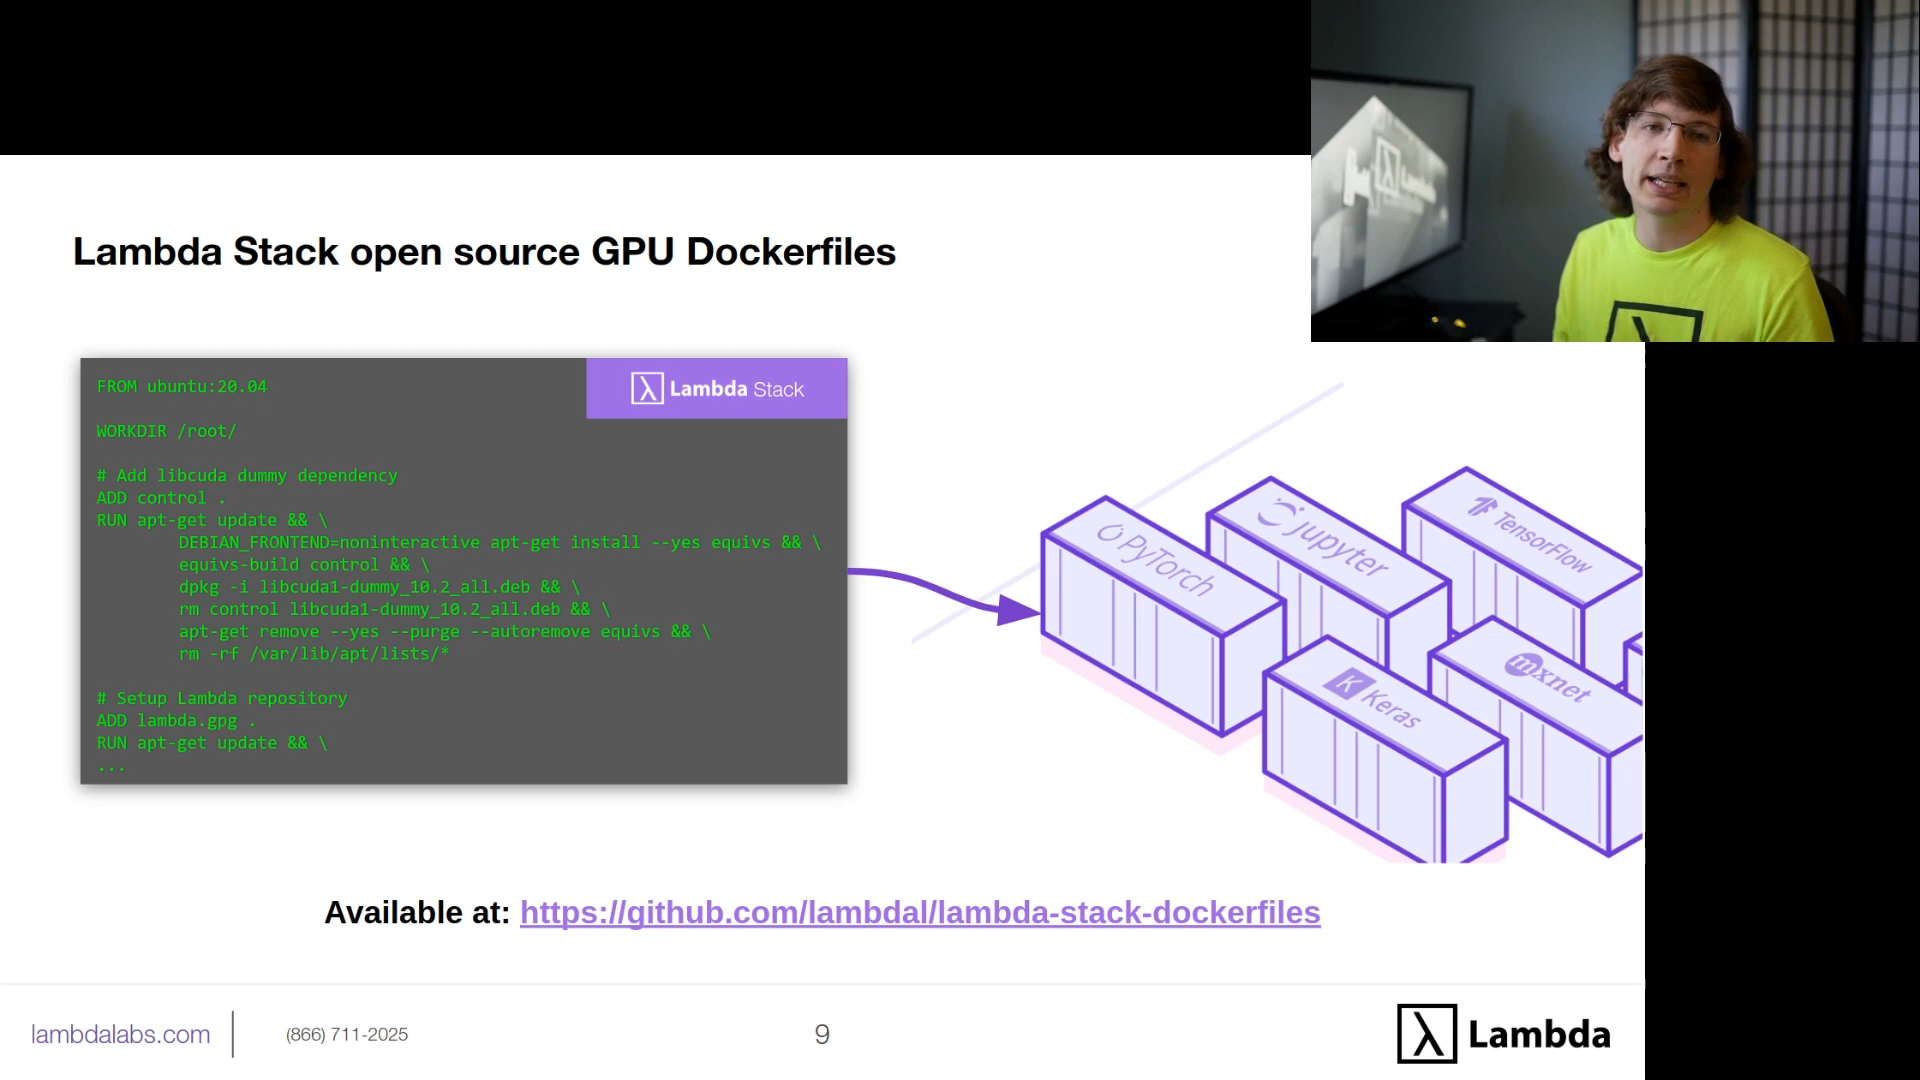 Lambda
Lambda Stack open source GPU Dockerfiles
Lambda Stack
FROM ubuntu:20.04
WORKDIR /root/
# Add libcuda dummy dependency
ADD control .
RUN apt-get update && \
DEBIAN_FRONTEND=noninteractive apt-get install --yes equivs && \
equivs-build control && \
dpkg -i libcuda1-dummy_10.2_all.deb && \
rm control libcuda1-dummy_10.2_all.deb && \
apt-get remove --yes --purge --autoremove equivs && \
rm -rf /var/lib/apt/lists/*
# Setup Lambda repository
ADD lambda.gpg .
RUN apt-get update && \
...
PyTorch
Jupyter
TensorFlow
Keras
mxnet
Available at: https://github.com/lambdal/lambda-stack-dockerfiles
lambdalabs.com
(866) 711-2025
9
Lambda